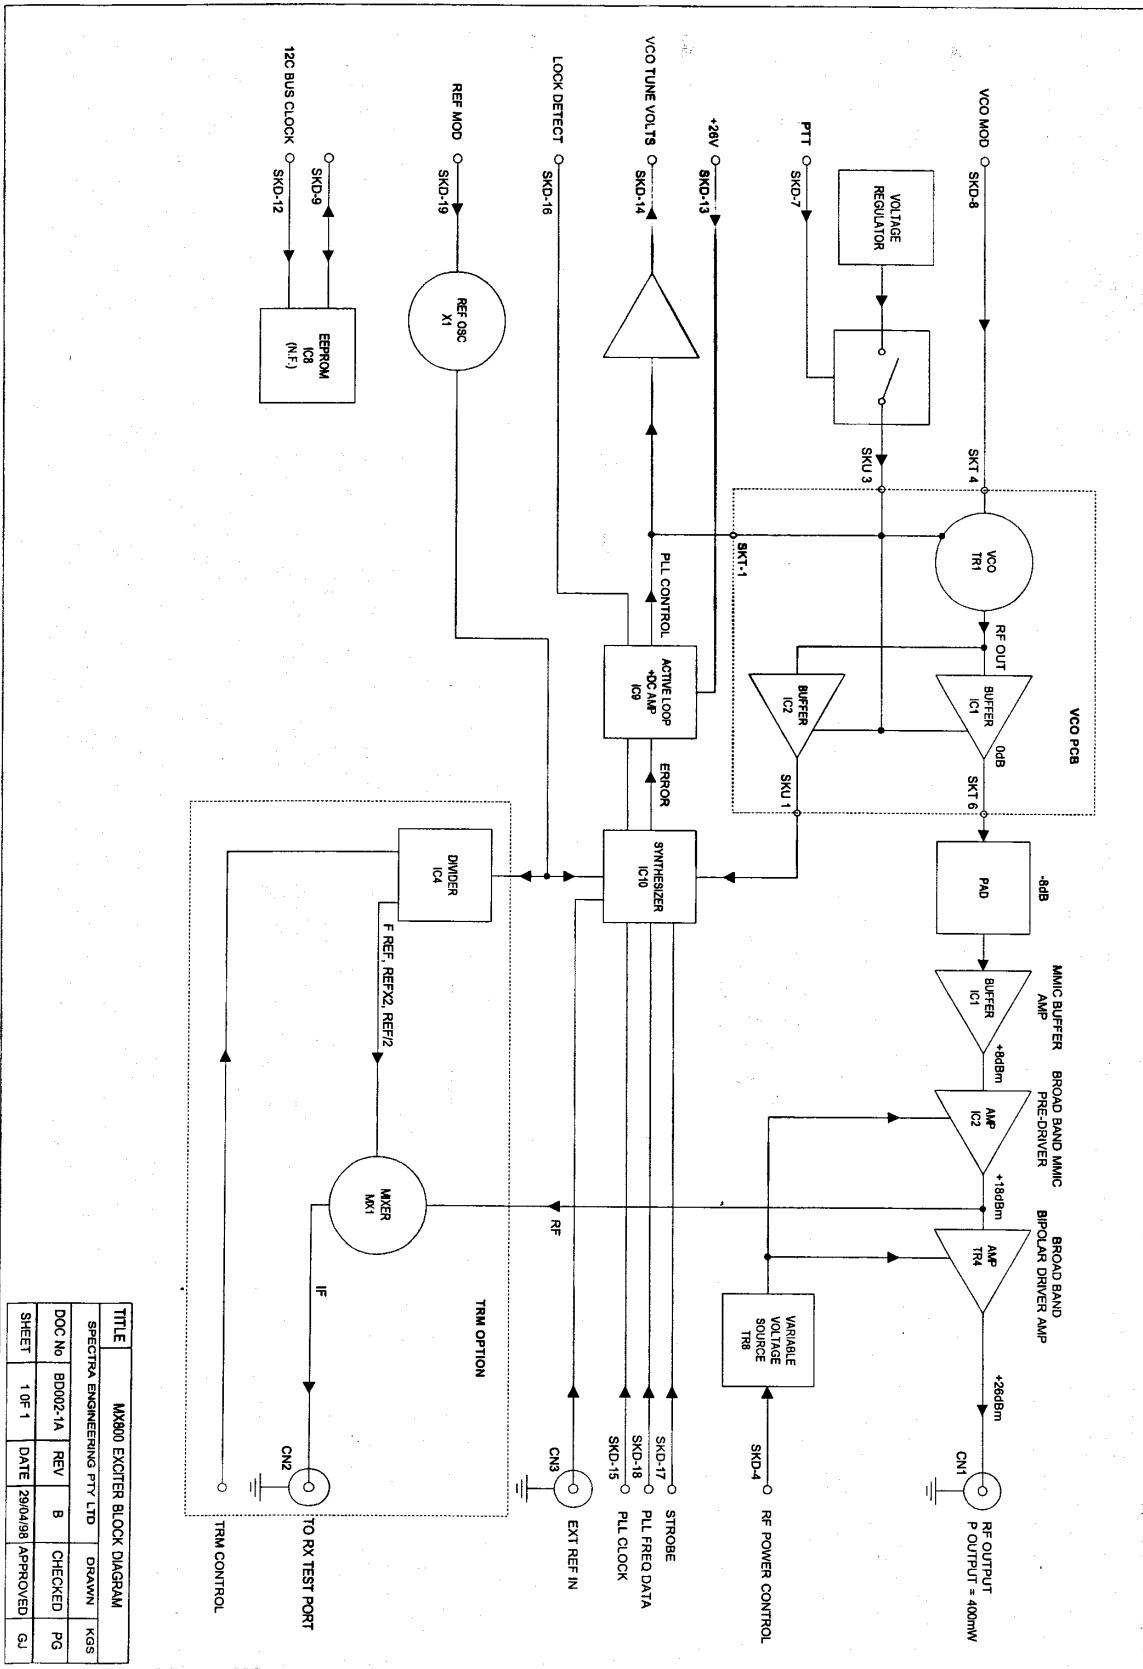 VCO MOD
SKD-8
SKT 4
VCO
TR1
RF OUT
BUFFER
IC1
0dB
SKT 6
VCO PCB
-8dB
PAD
MMIC BUFFER
AMP
BUFFER
IC1
+8dBm
BROAD BAND MMIC
PRE-DRIVER
AMP
IC2
+18dBm
BROAD BAND
BIPOLAR DRIVER AMP
AMP
TR4
+26dBm
CN1
RF OUTPUT
P OUTPUT = 400mW
VOLTAGE
REGULATOR
PTT
SKD-7
SKU 3
BUFFER
IC2
SKU 1
VARIABLE
VOLTAGE
SOURCE
TR8
SKD-4
RF POWER CONTROL
+26V
SKD-13
SKT-1
VCO TUNE VOLTS
SKD-14
PLL CONTROL
ACTIVE LOOP
+DC AMP
IC9
ERROR
SYNTHESIZER
IC10
SKD-17
STROBE
SKD-18
PLL FREQ DATA
SKD-15
PLL CLOCK
LOCK DETECT
SKD-16
RF
CN3
EXT REF IN
REF MOD
SKD-19
REF OSC
X1
TRM OPTION
DIVIDER
IC4
F REF, REFX2, REF/2
MIXER
MX1
IF
CN2
TO RX TEST PORT
TRM CONTROL
SKD-9
12C BUS CLOCK
SKD-12
EEPROM
IC8
(N.F.)
TITLE MX800 EXCITER BLOCK DIAGRAM
SPECTRA ENGINEERING PTY LTD DRAWN KGS
DOC No BD002-1A REV B CHECKED PG
SHEET 1 OF 1 DATE 29/04/98 APPROVED GJ